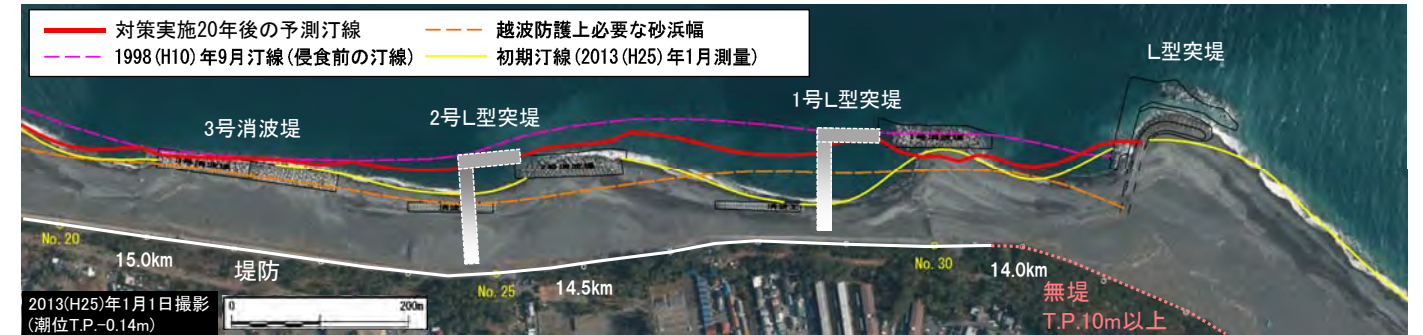 対策実施20年後の予測汀線
越波防護上必要な砂浜幅
1998(H10)年9月汀線(侵食前の汀線)
初期汀線(2013(H25)年1月測量)
L型突堤
1号L型突堤
2号L型突堤
3号消波堤
No. 20
15.0km
堤防
No. 25
14.5km
No. 30
14.0km
無堤
T.P.10m以上
2013(H25)年1月1日撮影
(潮位T.P.-0.14m)
0
200m